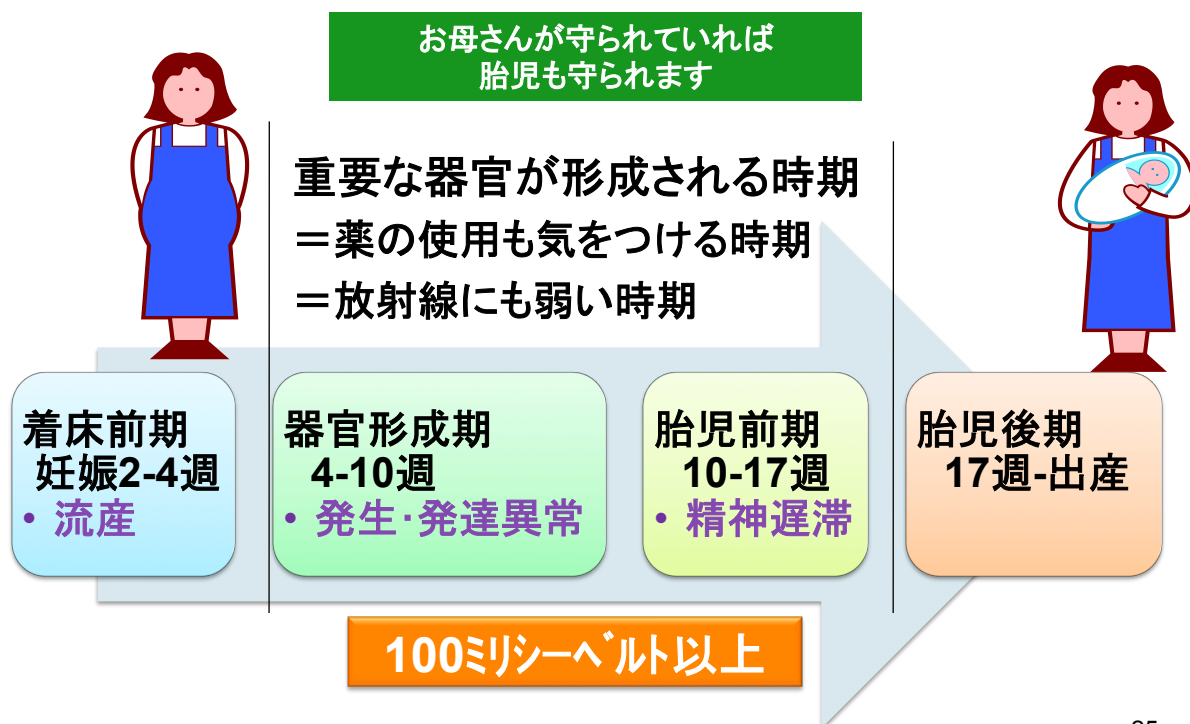 お母さんが守られていれば
胎児も守られます
重要な器官が形成される時期
＝薬の使用も気をつける時期
＝放射線にも弱い時期
着床前期
妊娠2-4週
• 流産
器官形成期
4-10週
• 発生･発達異常
胎児前期
10-17週
• 精神遅滞
胎児後期
17週-出産
100ﾐﾘｼｰﾍﾞﾙﾄ以上